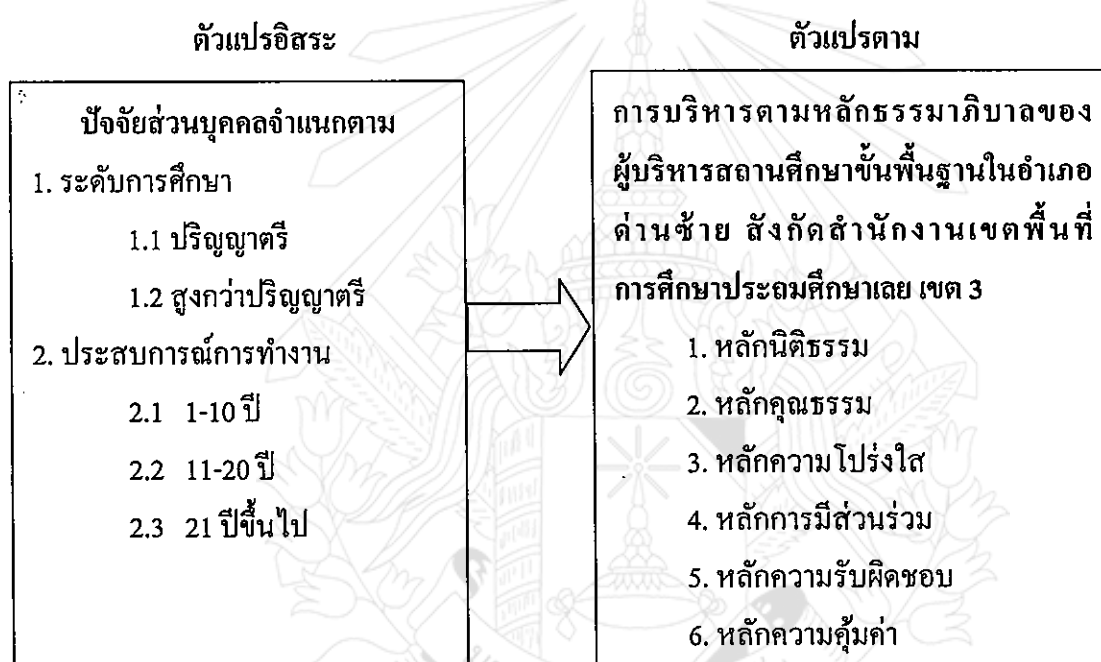 ตัวแปรอิสระ
ปัจจัยส่วนบุคคลจำแนกตาม
1. ระดับการศึกษา
1.1 ปริญญาตรี
1.2 สูงกว่าปริญญาตรี
2. ประสบการณ์การทำงาน
2.1 1-10 ปี
2.2 11-20 ปี
2.3 21 ปีขึ้นไป
ตัวแปรตาม
การบริหารตามหลักธรรมาภิบาลของ
ผู้บริหารสถานศึกษาขั้นพื้นฐานในอำเภอ
ด่านซ้าย สังกัดสำนักงานเขตพื้นที่
การศึกษาประถมศึกษาเลย เขต 3
1. หลักนิติธรรม
2. หลักคุณธรรม
3. หลักความโปร่งใส
4. หลักการมีส่วนร่วม
5. หลักความรับผิดชอบ
6. หลักความคุ้มค่า